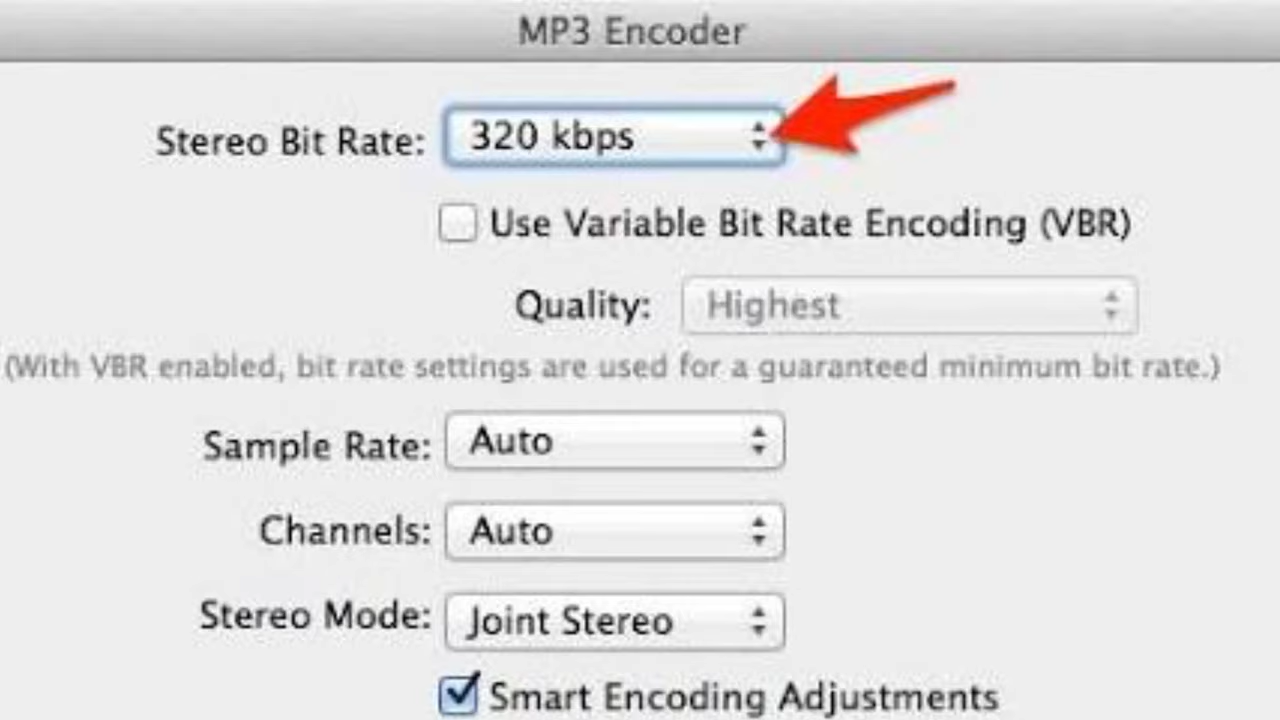 MP3 Encoder
Stereo Bit Rate: 320 kbps
Use Variable Bit Rate Encoding (VBR)
Quality: Highest
(With VBR enabled, bit rate settings are used for a guaranteed minimum bit rate.)
Sample Rate: Auto
Channels: Auto
Stereo Mode: Joint Stereo
Smart Encoding Adjustments